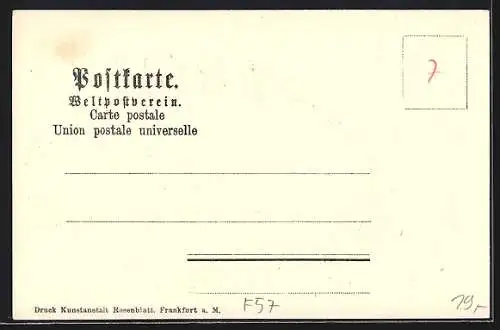 Postkarte.
Weltpostverein.
Carte postale
Union postale universelle
7
Druck Kunstanstalt Rosenblatt. Frankfurt a. M.
F57
19,-